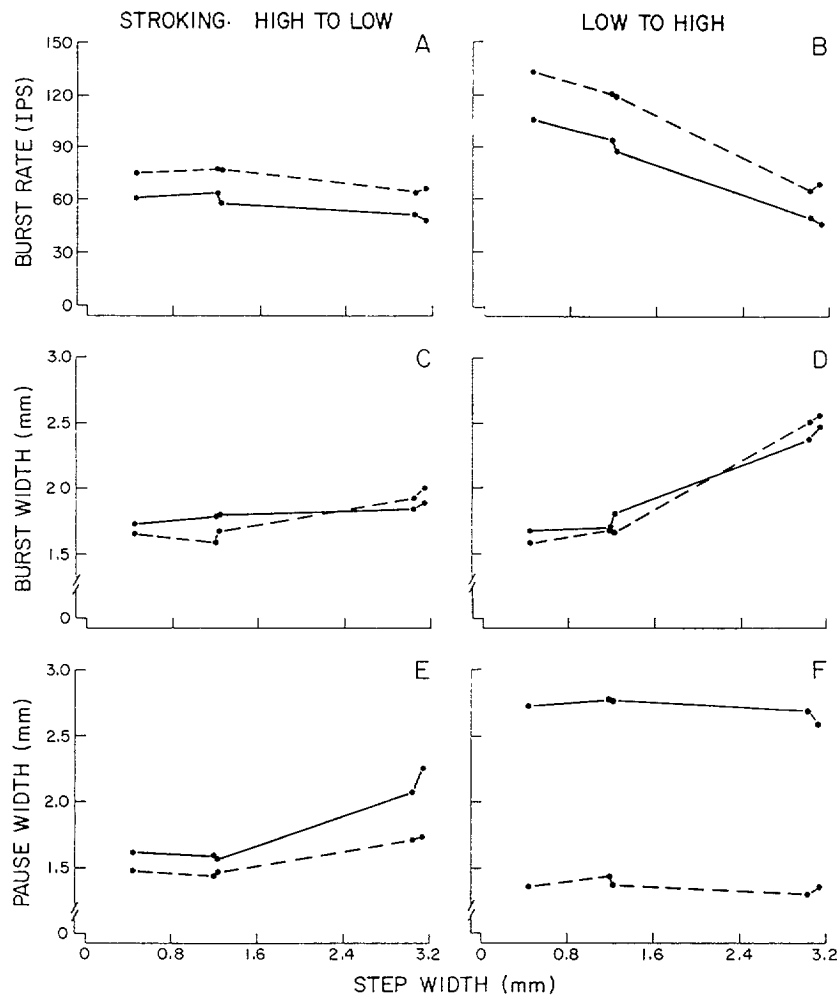 STROKING· HIGH TO LOW
LOW TO HIGH
A
B
BURST RATE (IPS)
150
120
90
60
30
0
C
D
BURST WIDTH (mm)
3.0
2.5
2.0
1.5
0
E
F
PAUSE WIDTH (mm)
3.0
2.5
2.0
1.5
0
0 0.8 1.6 2.4 3.2
0 0.8 1.6 2.4 3.2
STEP WIDTH (mm)